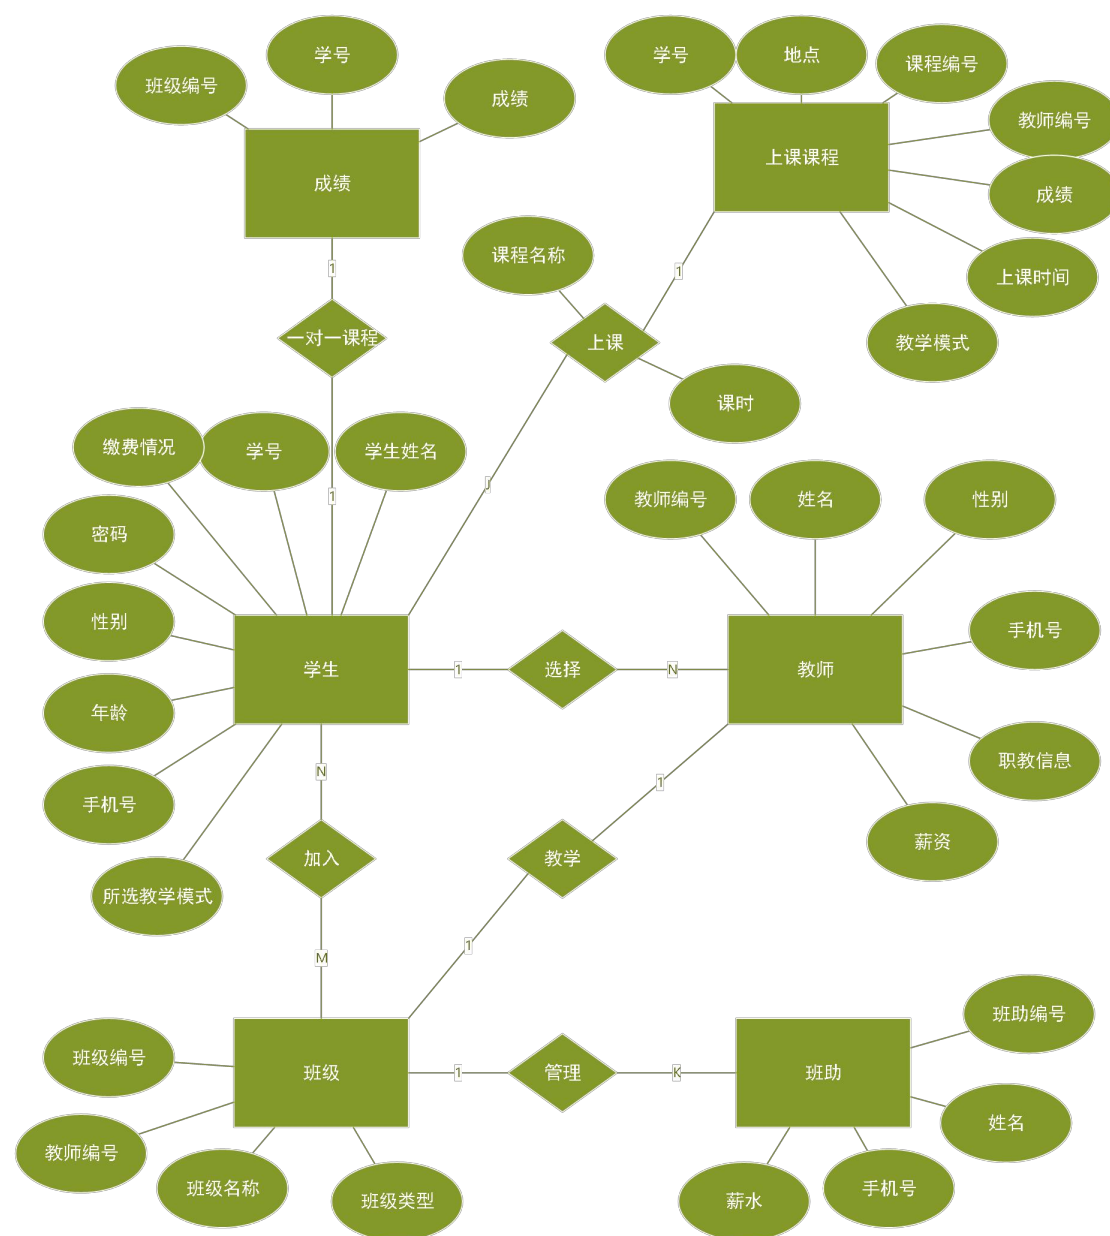 学号
地点
课程编号
班级编号
成绩
教师编号
上课课程
成绩
成绩
课程名称
上课时间
1
1
一对一课程
上课
教学模式
课时
缴费情况
学号
学生姓名
J
1
教师编号
姓名
性别
密码
性别
手机号
学生
1
选择
N
教师
年龄
N
1
职教信息
手机号
薪资
加入
教学
所选教学模式
1
M
班助编号
班级编号
班级
1
管理
K
班助
姓名
教师编号
班级名称
班级类型
薪水
手机号
学号